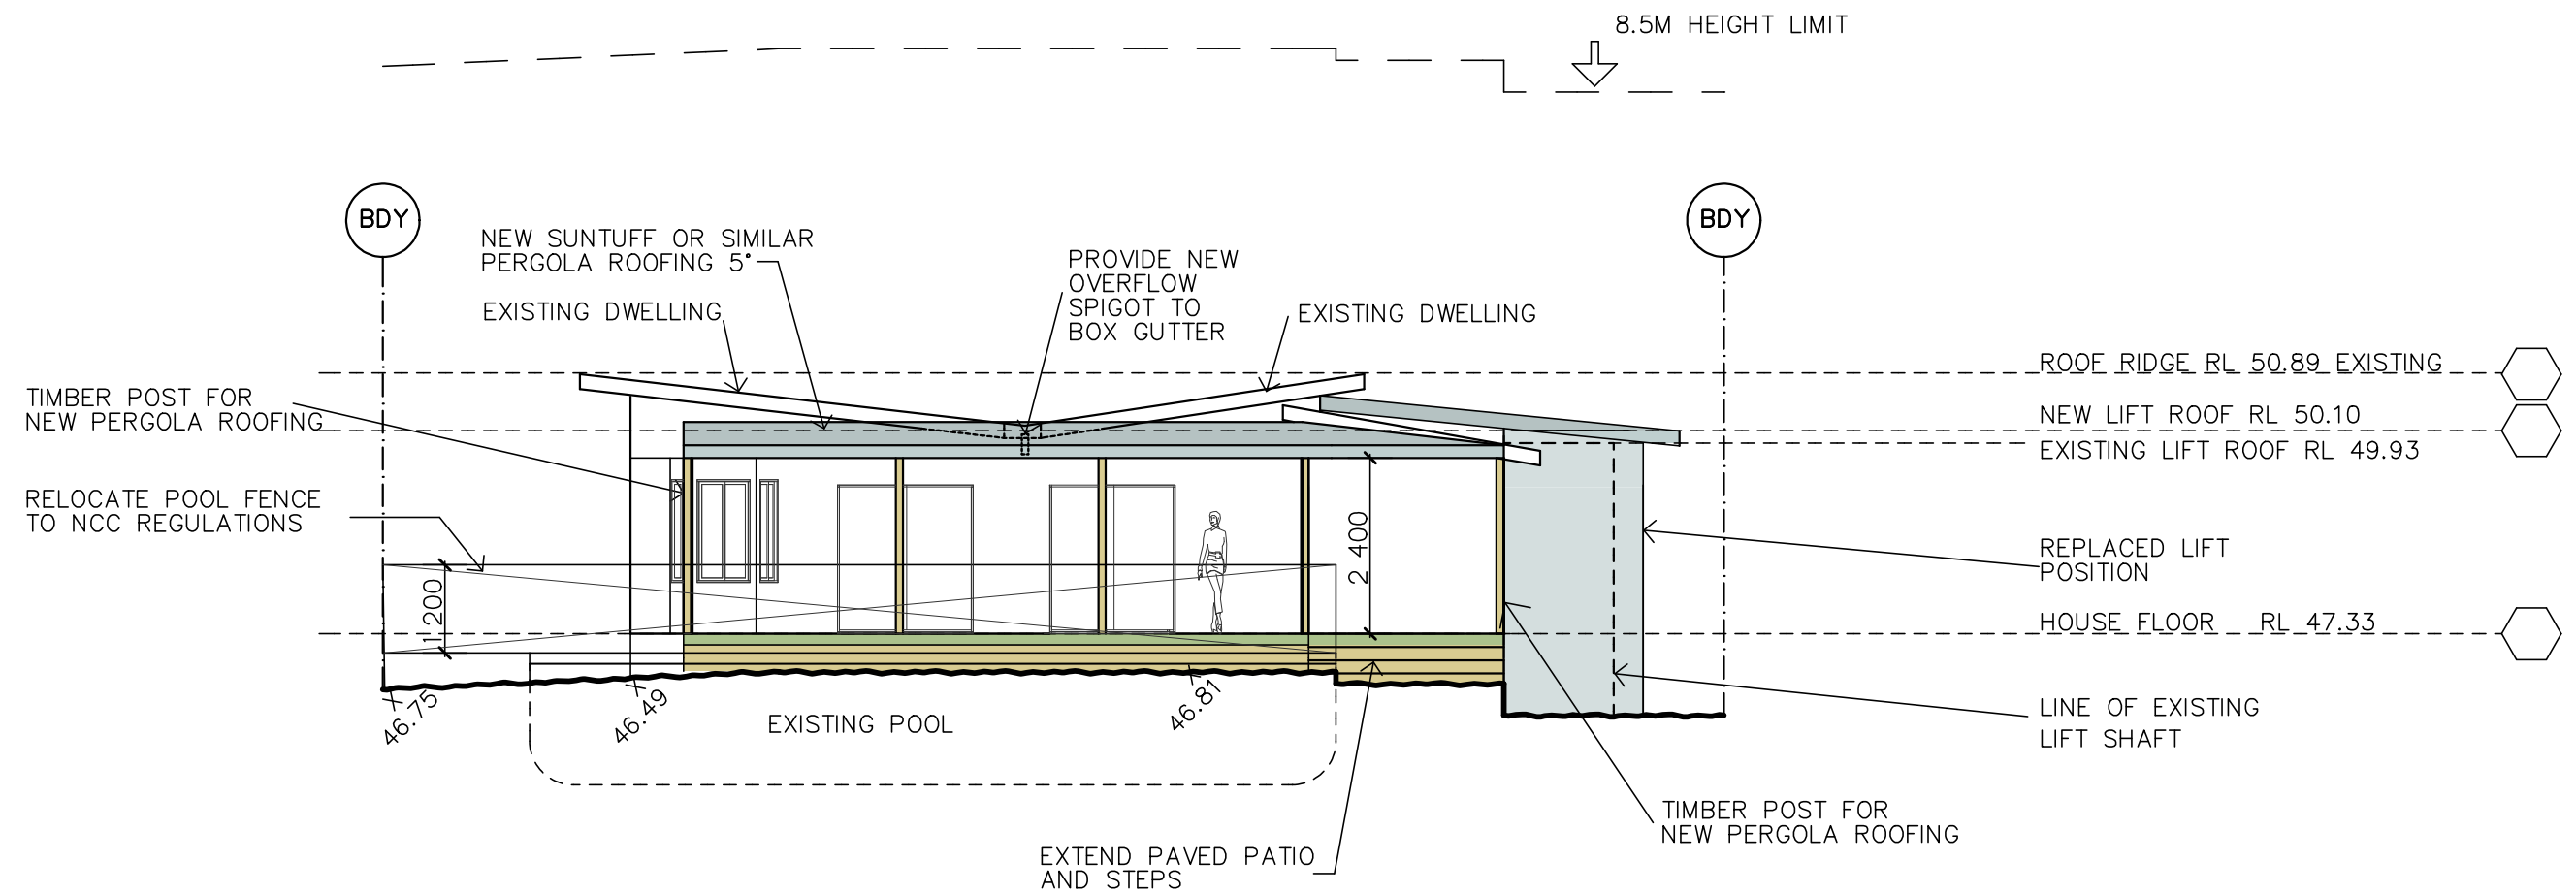 8.5M HEIGHT LIMIT
BDY
BDY
NEW SUNTUFF OR SIMILAR
PERGOLA ROOFING 5°
EXISTING DWELLING
PROVIDE NEW
OVERFLOW
SPIGOT TO
BOX GUTTER
EXISTING DWELLING
TIMBER POST FOR
NEW PERGOLA ROOFING
RELOCATE POOL FENCE
TO NCC REGULATIONS
ROOF RIDGE RL 50.89 EXISTING
NEW LIFT ROOF RL 50.10
EXISTING LIFT ROOF RL 49.93
REPLACED LIFT
POSITION
HOUSE FLOOR RL 47.33
LINE OF EXISTING
LIFT SHAFT
1 200
2 400
46.75
46.49
EXISTING POOL
46.81
TIMBER POST FOR
NEW PERGOLA ROOFING
EXTEND PAVED PATIO
AND STEPS